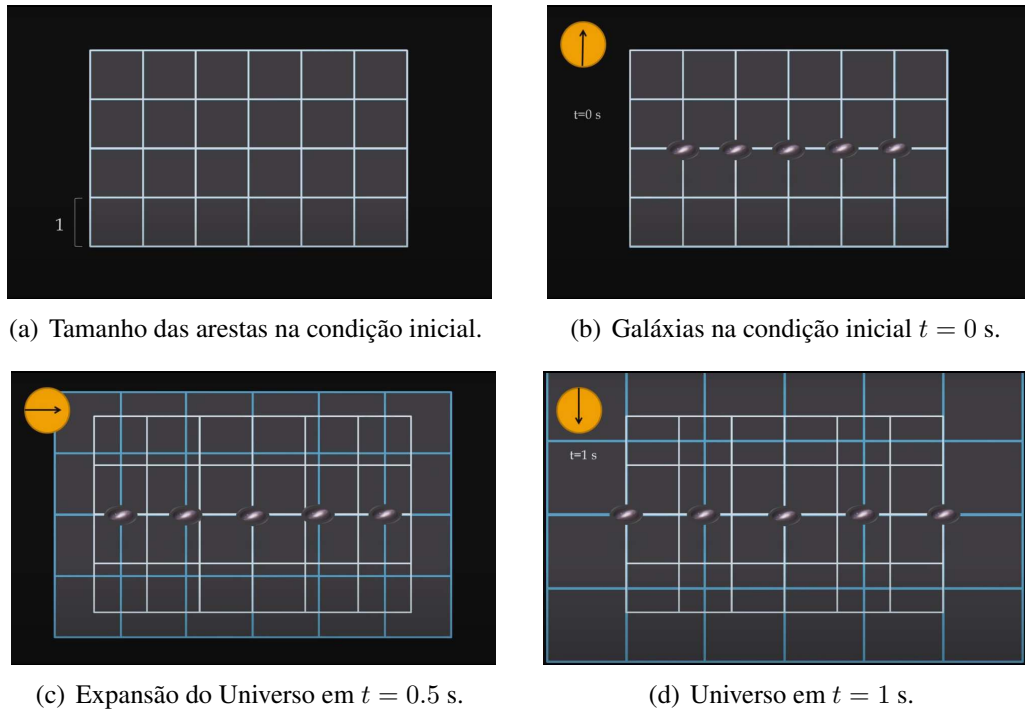 1
(a) Tamanho das arestas na condição inicial.
t=0 s
(b) Galáxias na condição inicial t = 0 s.
(c) Expansão do Universo em t = 0.5 s.
t=1 s
(d) Universo em t = 1 s.